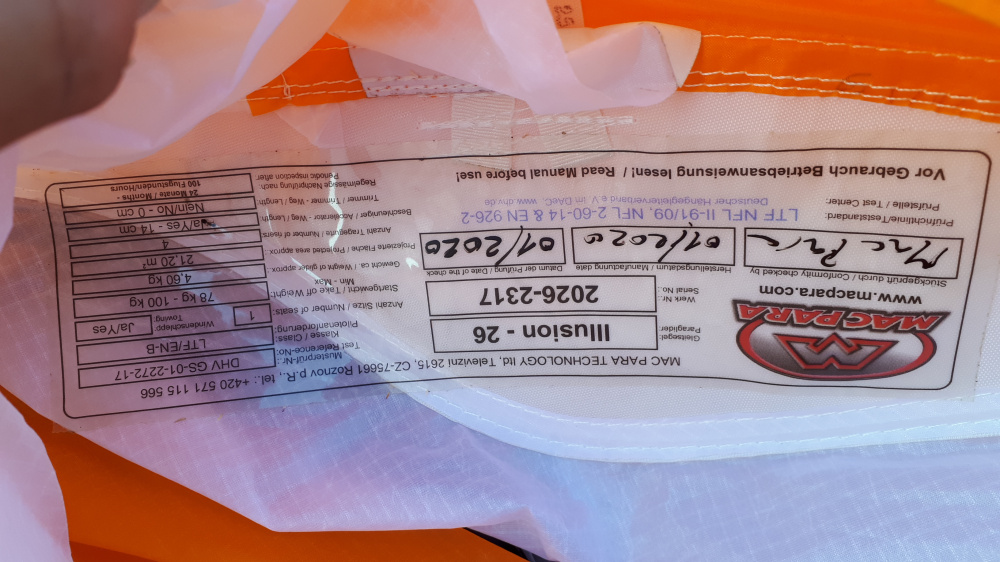 MAC PARA TECHNOLOGY ltd, Televizni 2615, CZ-75661 Roznov p.R., tel.: +420 571 115 566
MACPARA
www.macpara.com
Stückgeprüft / durch / Conformity checked by
Gleitsegel:
Paraglider:
Illusion - 26
Werk Nr.:
Serial No.:
2026-2317
Herstellungsdatum / Manufacturing date
01/2020
Datum der Prüfung / Date of the check
01/2020
Prüfrichtlinie/Teststandard:
LTF NFL II-91/09, NFL 2-60-14 & EN 926-2
Prüfstelle / Test Center:
Deutscher Hängegleiterverband e.V. im DAeC, www.dhv.de
Vor Gebrauch Betriebsanweisung / lesen! / Read Manual before use!
Musterprüf-Nr.:
Test Reference-No:
DHV GS-01-2272-17
Klasse / Class:
Pilotenanforderung:
LTF/EN-B
Anzahl / Sitze / Number of seats:
1
Windenschlepp:
Towing:
Ja/Yes
Startgewicht / Take off Weight:
Min - Max
78 kg - 100 kg
Gewicht ca. / Weight of glider approx.
4,60 kg
Projezierte Fläche / Projected area approx.
21,20 m²
Anzahl Tragegurte / Number of risers:
4
Beschleuniger / Accelerator - Weg / Length
Ja/Yes - 14 cm
Trimmer / Trimmer - Weg / Length
Nein/No - 0 cm
Regelmässige Nachprüfung nach:
Periodic inspection after:
24 Monate / Months -
100 Flugstunden/Hours